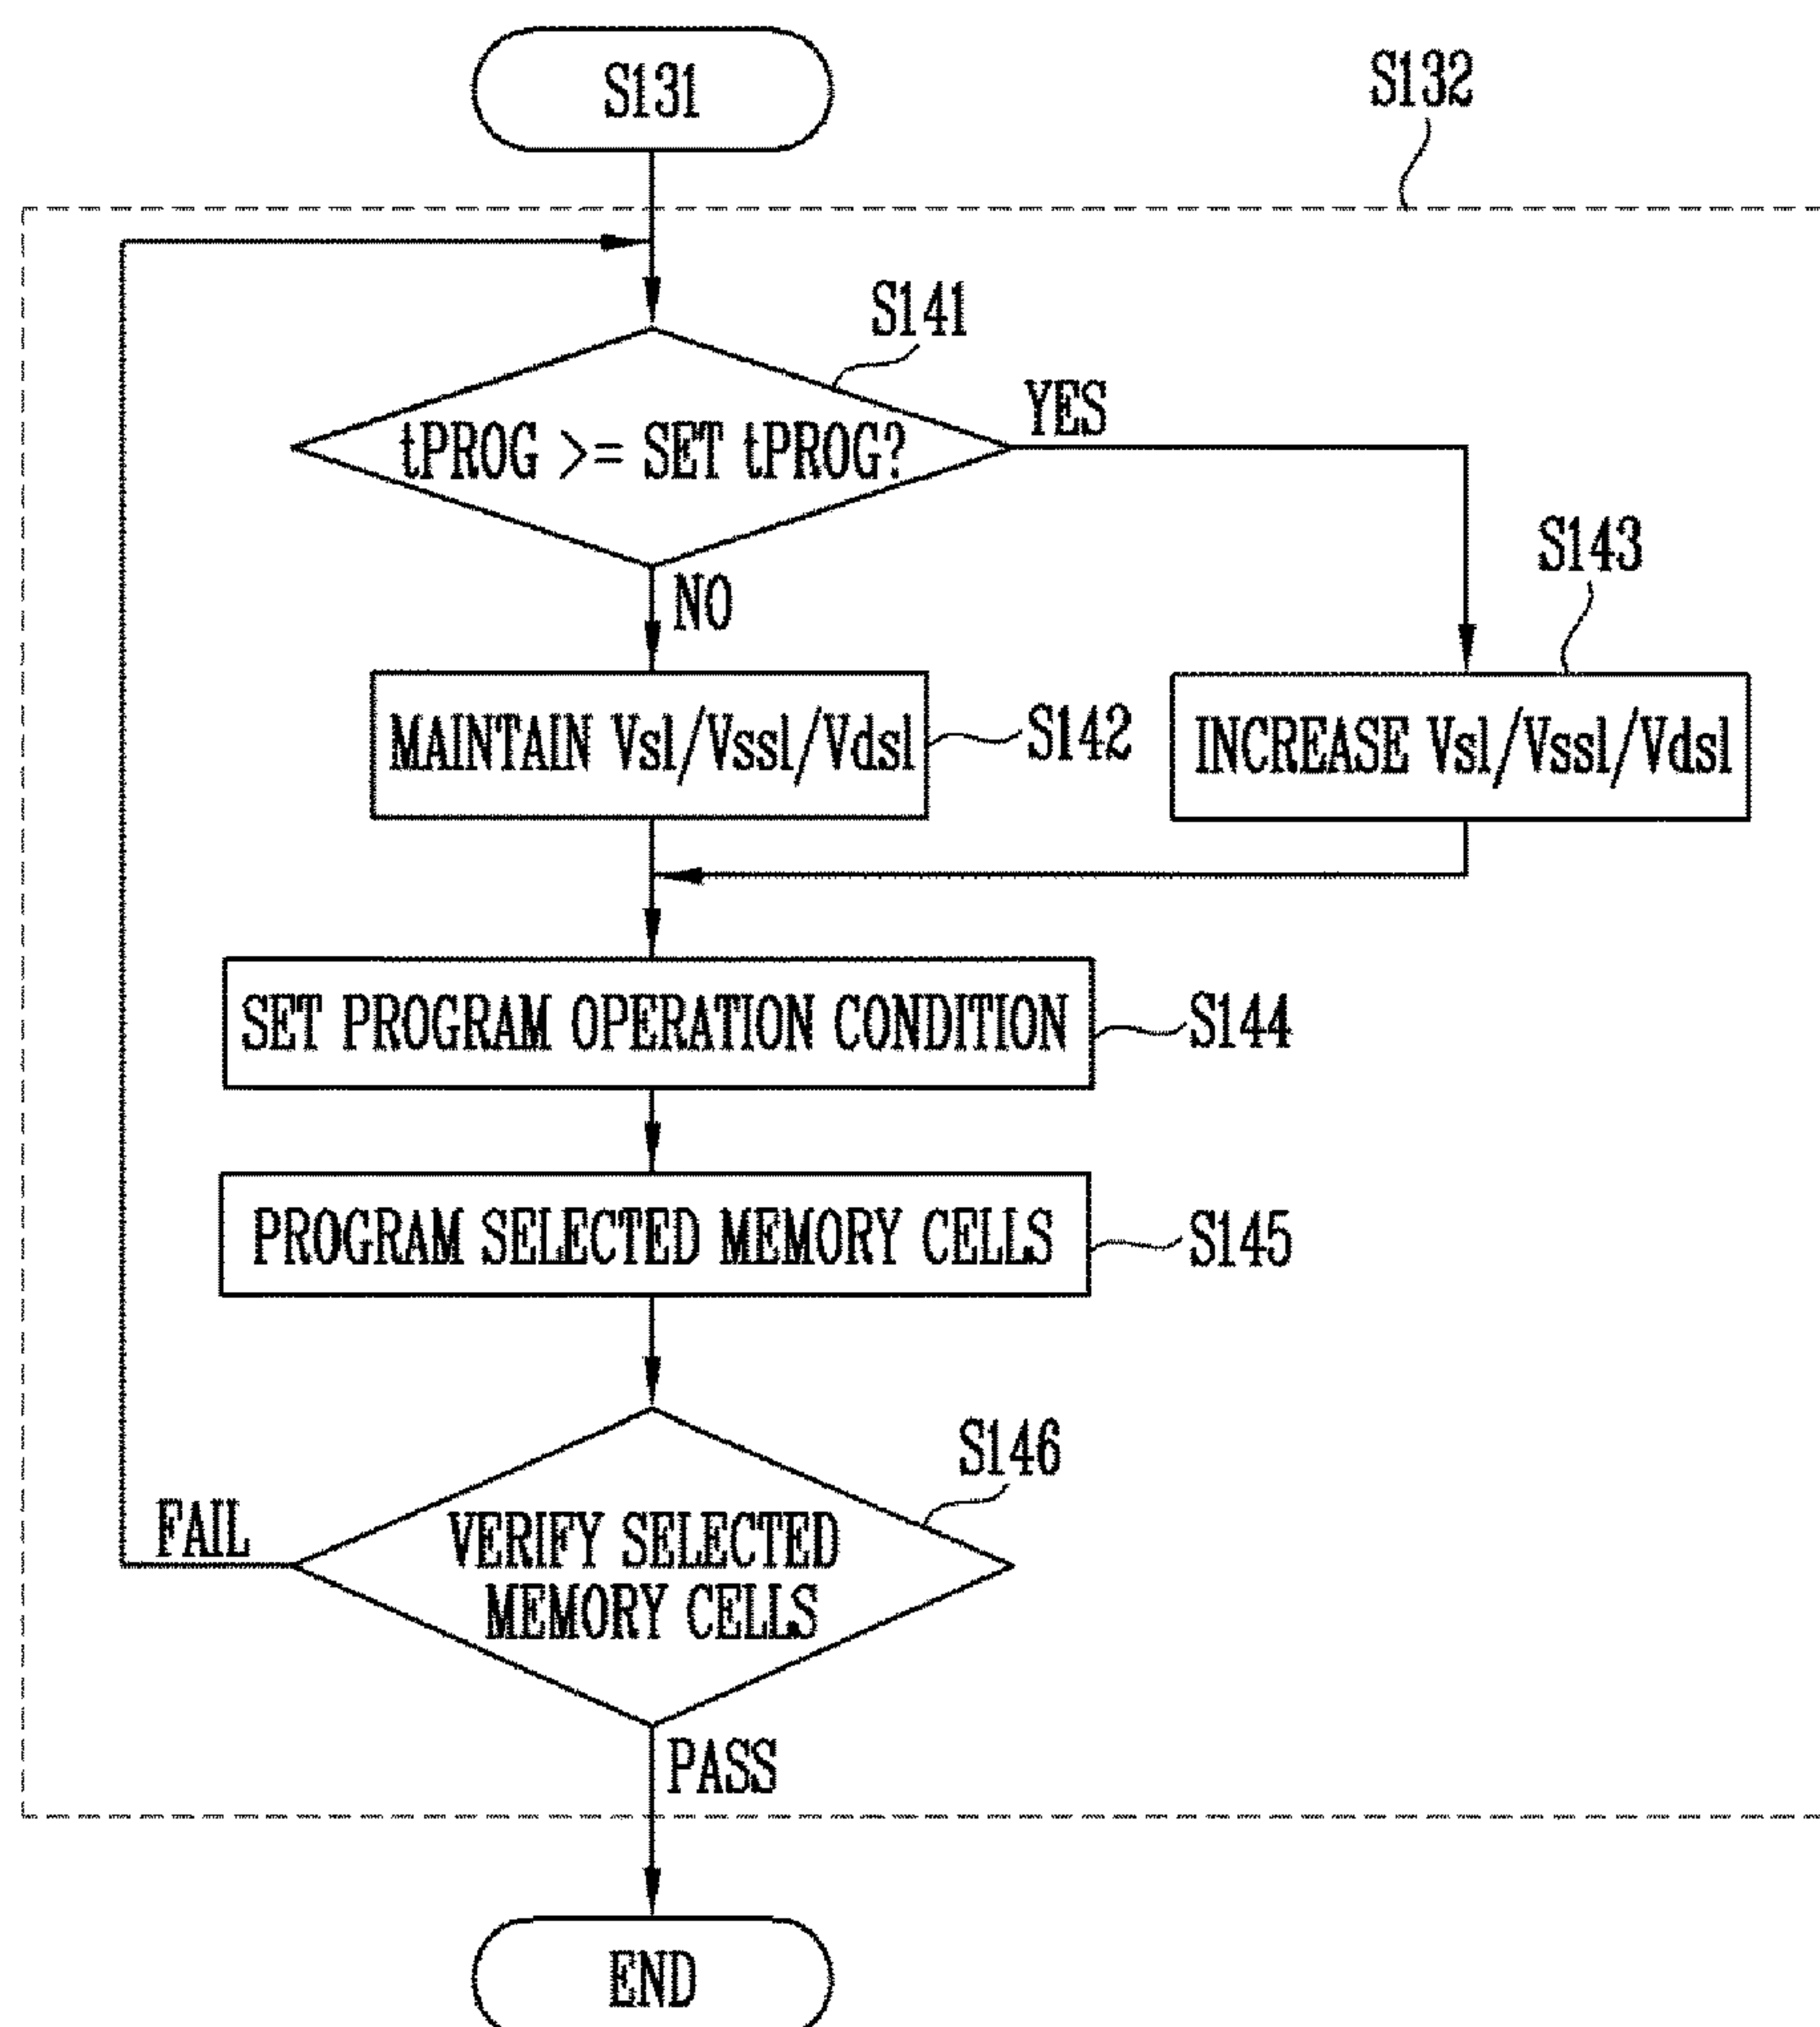 S131
S132
S141
tPROG >= SET tPROG?
YES
NO
S143
MAINTAIN Vsl/Vssl/Vdsl
S142
INCREASE Vsl/Vssl/Vdsl
SET PROGRAM OPERATION CONDITION
S144
PROGRAM SELECTED MEMORY CELLS
S145
S146
FAIL
VERIFY SELECTED
MEMORY CELLS
PASS
END